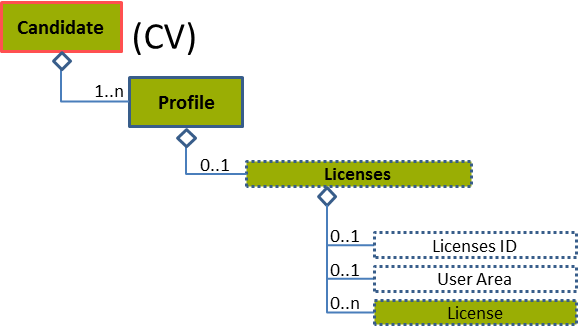 Candidate (CV)
1..n Profile
0..1 Licenses
0..1 Licenses ID
0..1 User Area
0..n License